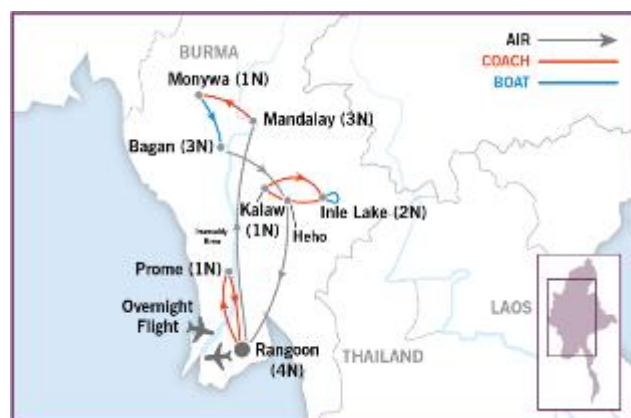 BURMA
AIR
COACH
BOAT
Monywa (1N)
Mandalay (3N)
Bagan (3N)
Kalaw
(1N)
Inle Lake (2N)
Heho
Prome (1N)
Overnight
Flight
Rangoon
(4N)
THAILAND
LAOS